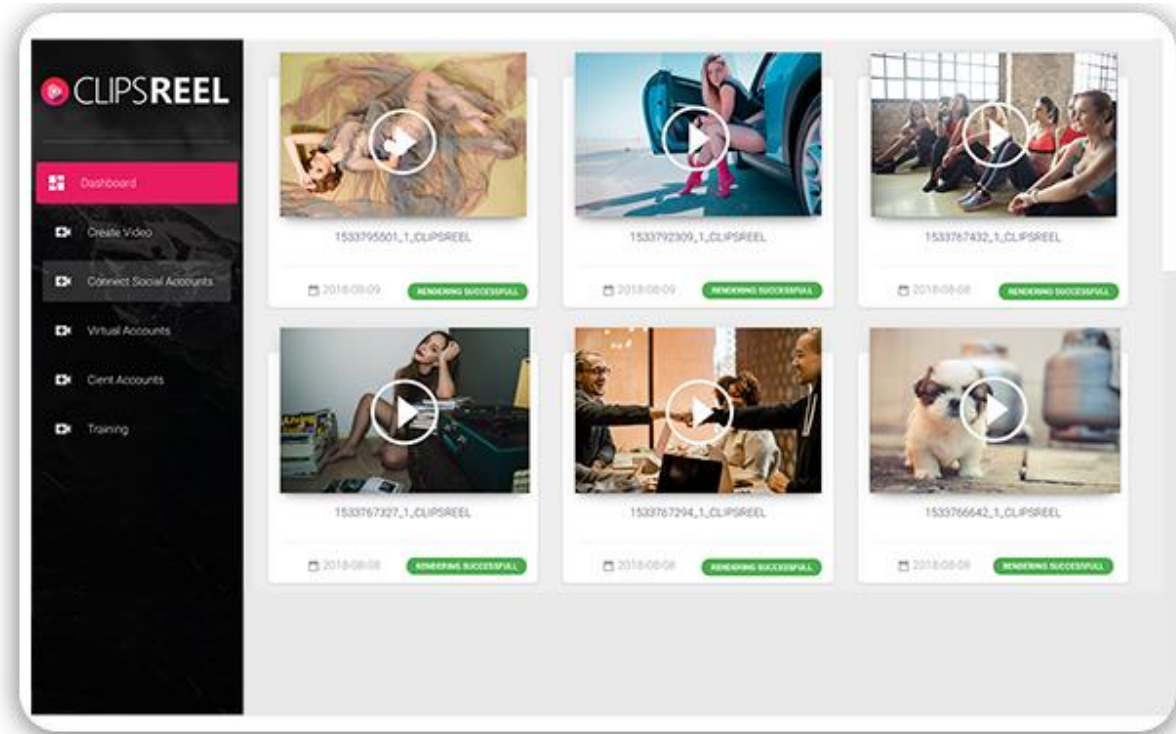 CLIPSREEL
Dashboard
Create Video
Connect Social Accounts
Virtual Accounts
Cient Accounts
Training
1533795501_1_CLIPSREEL
1533792309_1_CLIPSREEL
1533767432_1_CLIPSREEL
2018-08-09 RENDERING SUCCESSFULL
2018-08-09 RENDERING SUCCESSFULL
2018-08-08 RENDERING SUCCESSFULL
1533767327_1_CLIPSREEL
1533767294_1_CLIPSREEL
1533766642_1_CLIPSREEL
2018-08-08 RENDERING SUCCESSFULL
2018-08-08 RENDERING SUCCESSFULL
2018-08-08 RENDERING SUCCESSFULL